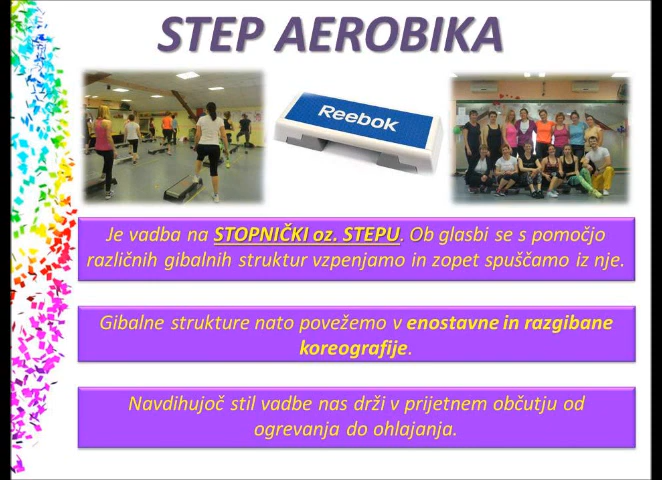 STEP AEROBIKA
Reebok
Je vadba na STOPNIČKI oz. STEPU. Ob glasbi se s pomočjo
različnih gibalnih struktur vzpenjamo in zopet spuščamo iz nje.
Gibalne strukture nato povežemo v enostavne in razgibane
koreografije.
Navdihujoč stil vadbe nas drži v prijetnem občutju od
ogrevanja do ohlajanja.